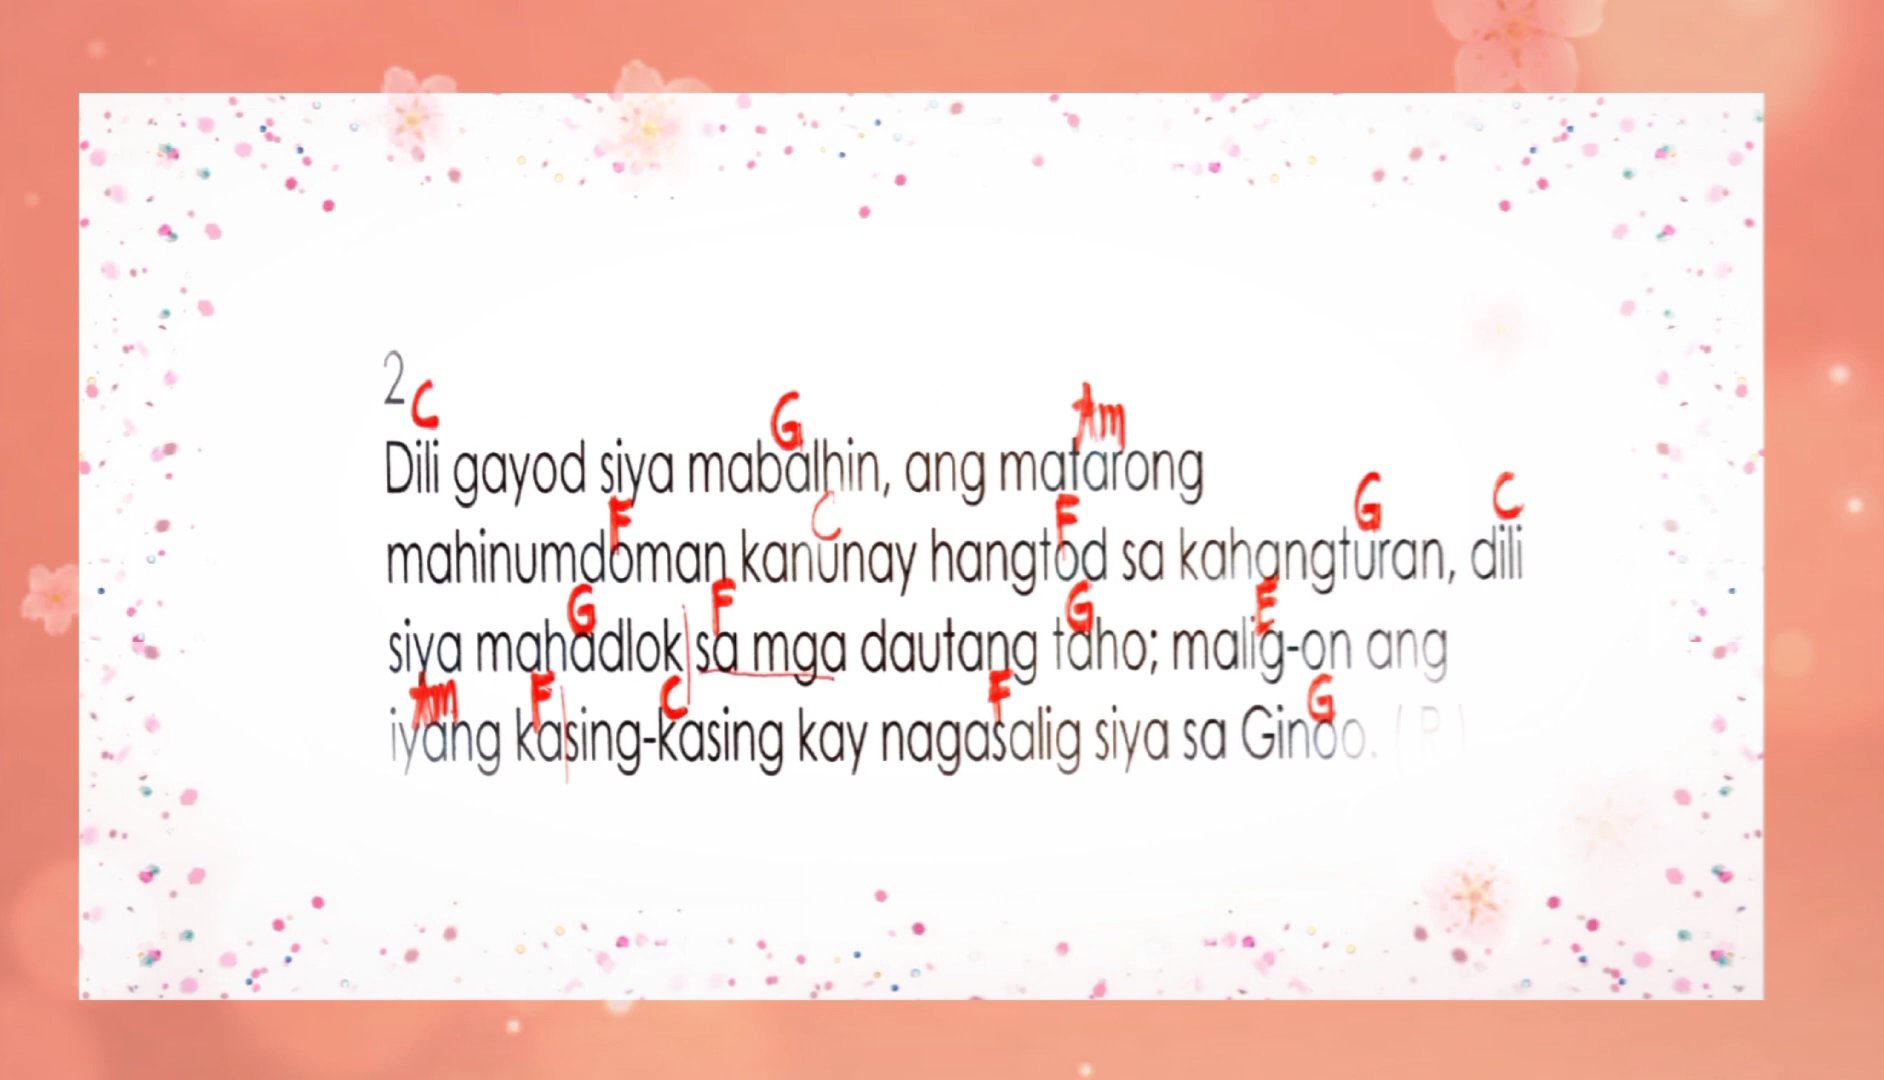 2
C G Am
Dili gayod siya mabalhin, ang matarong
F C F G C
mahinumdoman kanunay hangtod sa kahangturan, dili
G F G E
siya mahadlok sa mga dautang taho; malig-on ang
Am F C F G
iyang kasing-kasing kay nagasalig siya sa Ginoo. (R)